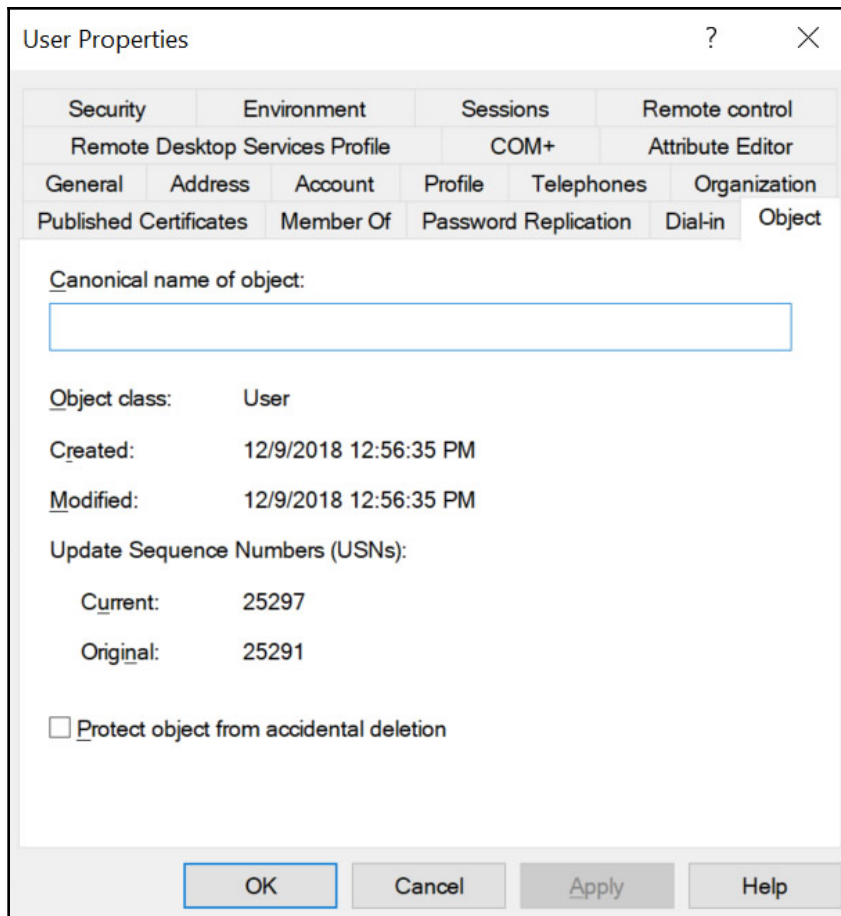 User Properties ?
Security Environment Sessions Remote control
Remote Desktop Services Profile COM+ Attribute Editor
General Address Account Profile Telephones Organization
Published Certificates Member Of Password Replication Dial-in Object
Canonical name of object:
Object class: User
Created: 12/9/2018 12:56:35 PM
Modified: 12/9/2018 12:56:35 PM
Update Sequence Numbers (USNs):
Current: 25297
Original: 25291
Protect object from accidental deletion
OK Cancel Apply Help